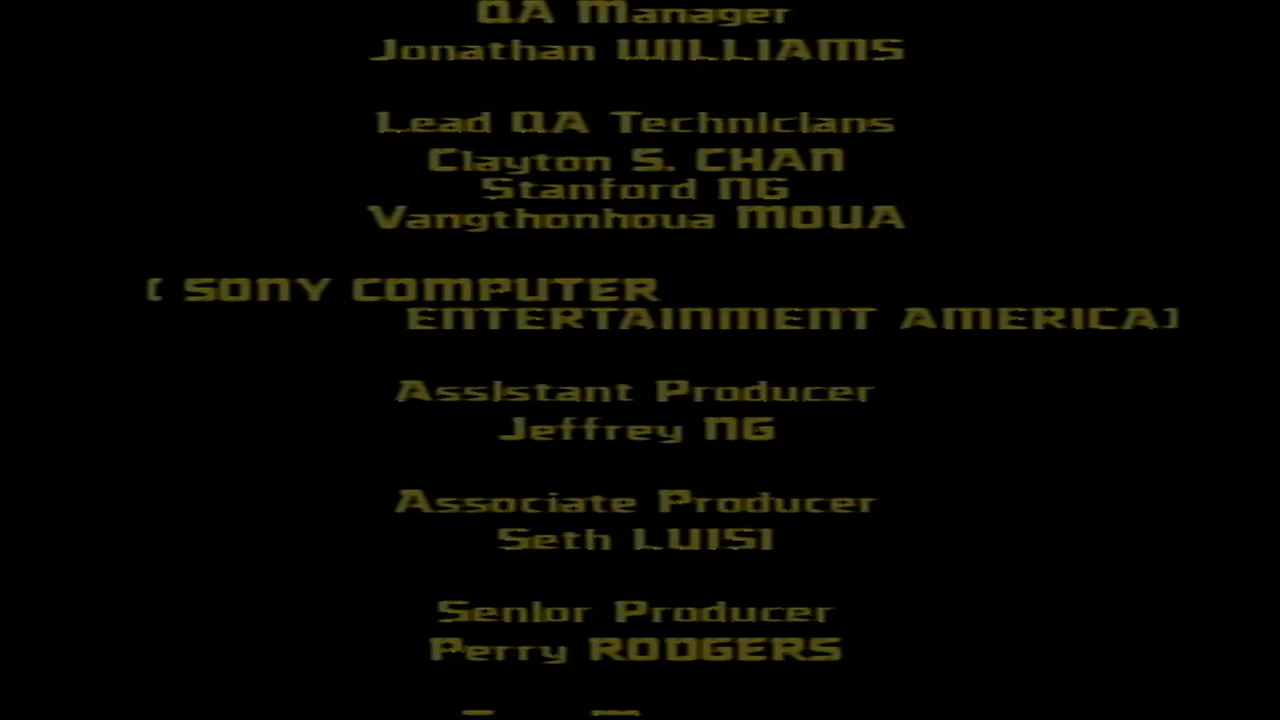 QA Manager
Jonathan WILLIAMS
Lead QA Technicians
Clayton S. CHAN
Stanford NG
Vangthonhoua MOUA
[ SONY COMPUTER
ENTERTAINMENT AMERICA]
Assistant Producer
Jeffrey NG
Associate Producer
Seth LUISI
Senior Producer
Perry RODGERS